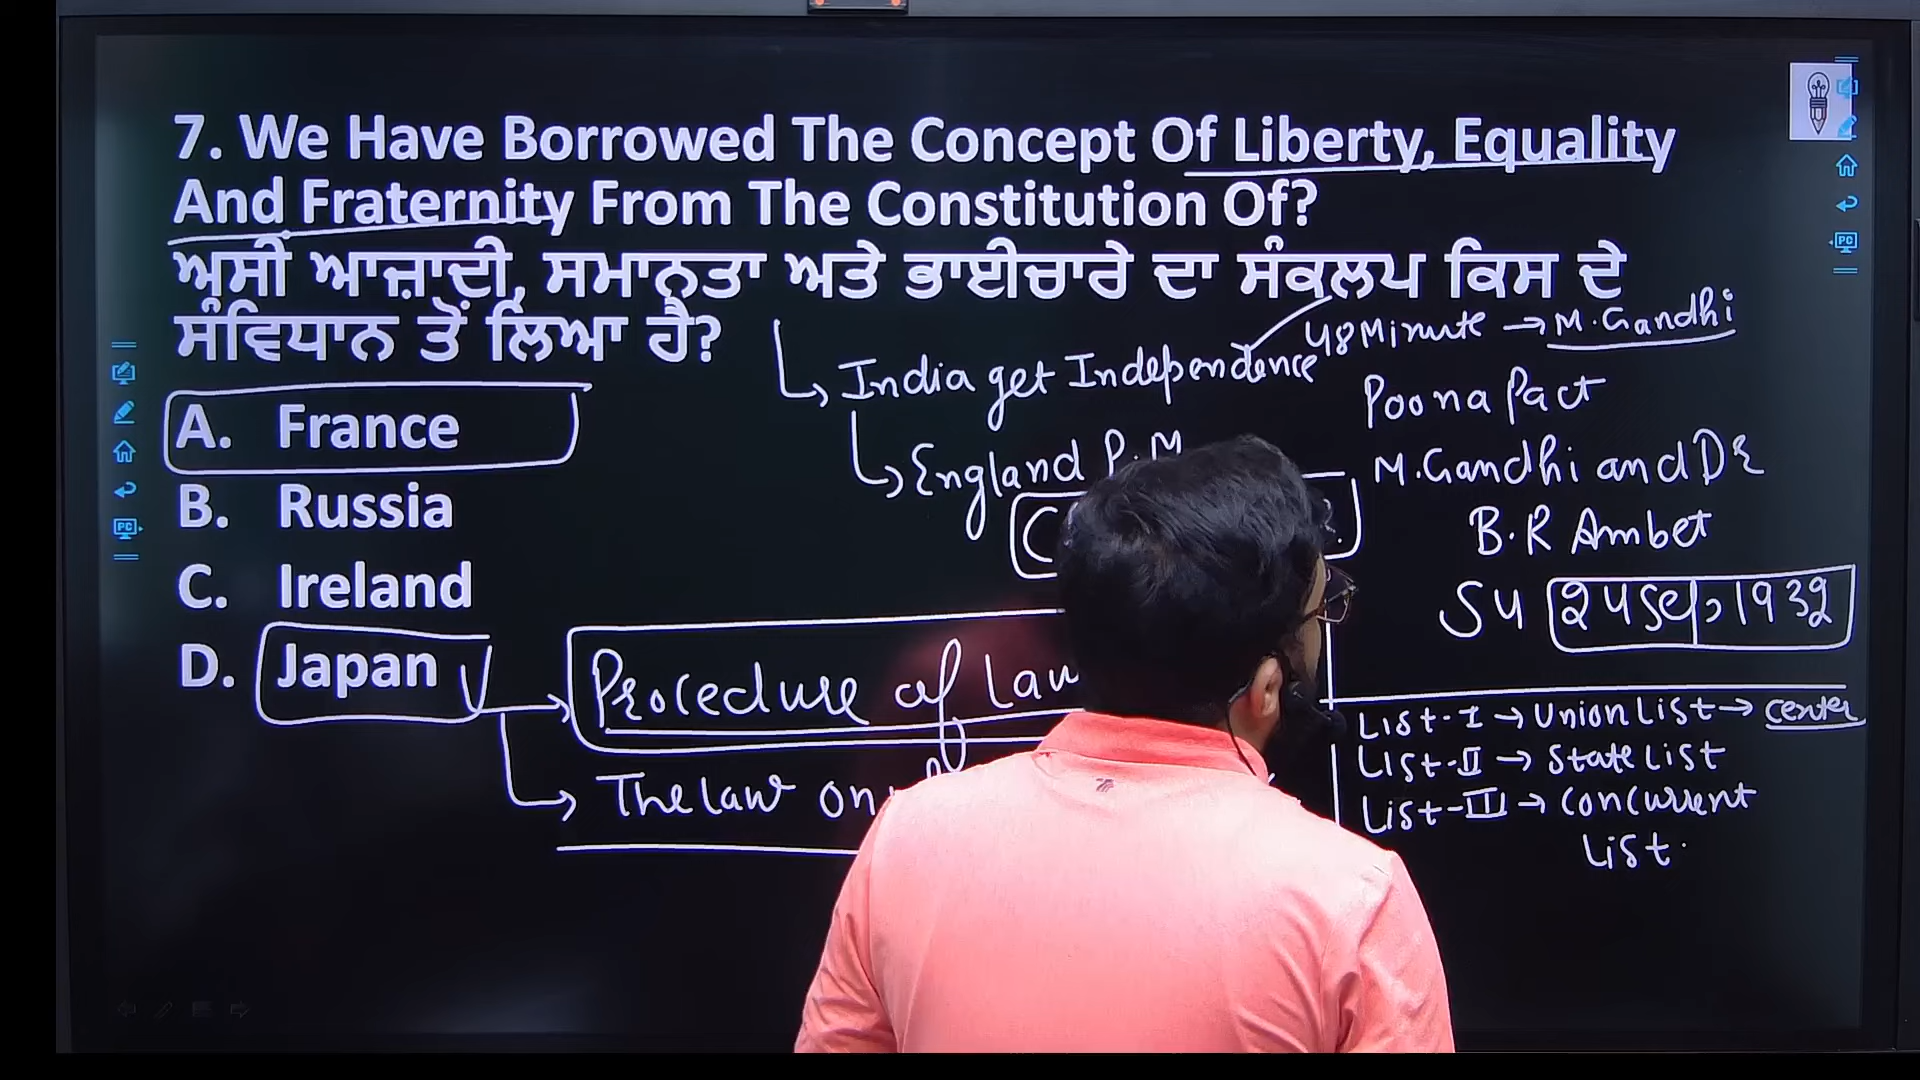 7. We Have Borrowed The Concept Of Liberty, Equality
And Fraternity From The Constitution Of?
ਅਸੀਂ ਆਜ਼ਾਦੀ, ਸਮਾਨਤਾ ਅਤੇ ਭਾਈਚਾਰੇ ਦਾ ਸੰਕਲਪ ਕਿਸ ਦੇ
ਸੰਵਿਧਾਨ ਤੋਂ ਲਿਆ ਹੈ?
A. France
B. Russia
C. Ireland
D. Japan
India get Independence
England P.M
48 Minute → M. Gandhi
Poona Pact
M. Gandhi and DR
B.R Ambet
24 Sep, 1932
Procedure of Law
The law on
List-I → Union List → center
List-II → State List
List-III → Concurrent
List.
PC
PC